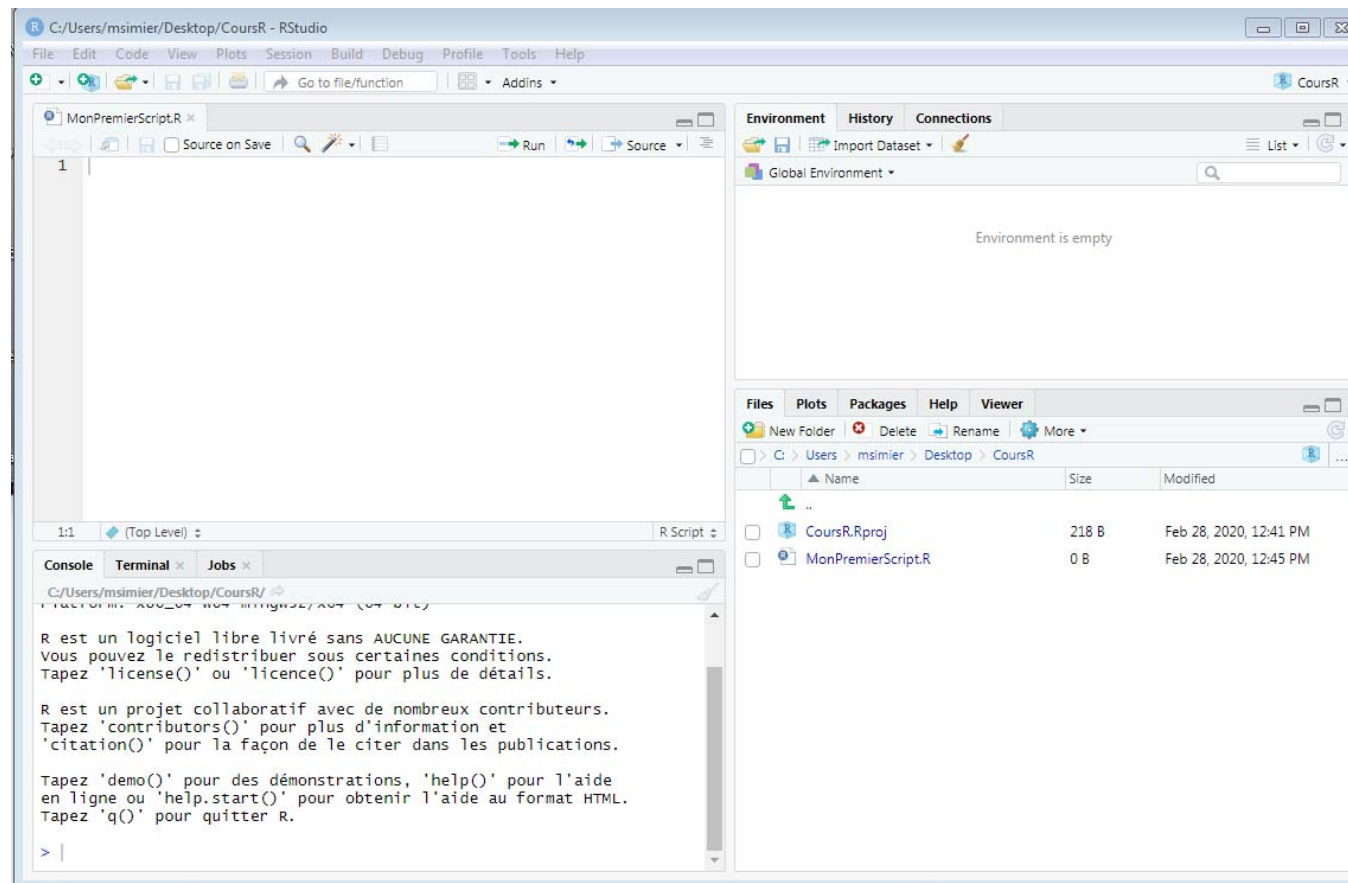 C:/Users/msimier/Desktop/CoursR - RStudio
File Edit Code View Plots Session Build Debug Profile Tools Help
Go to file/function Addins CoursR
MonPremierScript.R
Source on Save Run Source
1
1:1 (Top Level) R Script
Console Terminal Jobs
C:/Users/msimier/Desktop/CoursR/
R est un logiciel libre livré sans AUCUNE GARANTIE.
Vous pouvez le redistribuer sous certaines conditions.
Tapez 'license()' ou 'licence()' pour plus de détails.
R est un projet collaboratif avec de nombreux contributeurs.
Tapez 'contributors()' pour plus d'information et
'citation()' pour la façon de le citer dans les publications.
Tapez 'demo()' pour des démonstrations, 'help()' pour l'aide
en ligne ou 'help.start()' pour obtenir l'aide au format HTML.
Tapez 'q()' pour quitter R.
>
Environment History Connections
Import Dataset List
Global Environment
Environment is empty
Files Plots Packages Help Viewer
New Folder Delete Rename More
C: > Users > msimier > Desktop > CoursR ...
Name Size Modified
..
CoursR.Rproj 218 B Feb 28, 2020, 12:41 PM
MonPremierScript.R 0 B Feb 28, 2020, 12:45 PM